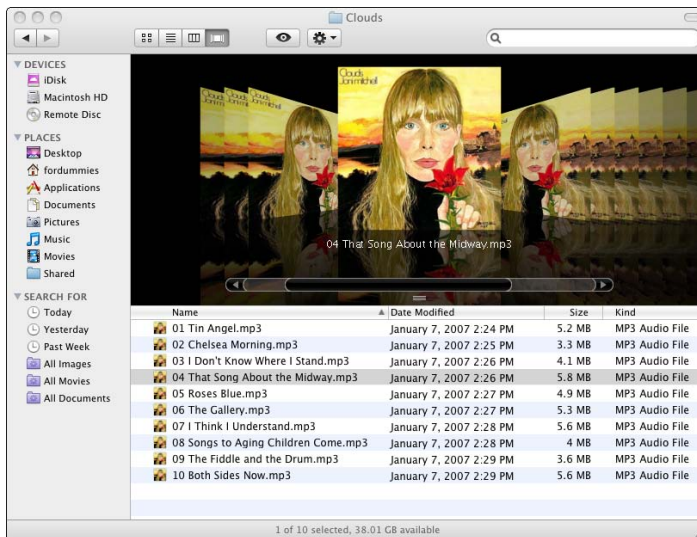 Clouds
DEVICES
iDisk
Macintosh HD
Remote Disc
PLACES
Desktop
fordummies
Applications
Documents
Pictures
Music
Movies
Shared
SEARCH FOR
Today
Yesterday
Past Week
All Images
All Movies
All Documents
Clouds
Joni mitchell
04 That Song About the Midway.mp3
Name Date Modified Size Kind
01 Tin Angel.mp3 January 7, 2007 2:24 PM 5.2 MB MP3 Audio File
02 Chelsea Morning.mp3 January 7, 2007 2:25 PM 3.3 MB MP3 Audio File
03 I Don't Know Where I Stand.mp3 January 7, 2007 2:26 PM 4.1 MB MP3 Audio File
04 That Song About the Midway.mp3 January 7, 2007 2:26 PM 5.8 MB MP3 Audio File
05 Roses Blue.mp3 January 7, 2007 2:27 PM 4.9 MB MP3 Audio File
06 The Gallery.mp3 January 7, 2007 2:27 PM 5.3 MB MP3 Audio File
07 I Think I Understand.mp3 January 7, 2007 2:28 PM 5.6 MB MP3 Audio File
08 Songs to Aging Children Come.mp3 January 7, 2007 2:28 PM 4 MB MP3 Audio File
09 The Fiddle and the Drum.mp3 January 7, 2007 2:29 PM 3.6 MB MP3 Audio File
10 Both Sides Now.mp3 January 7, 2007 2:29 PM 5.6 MB MP3 Audio File
1 of 10 selected, 38.01 GB available